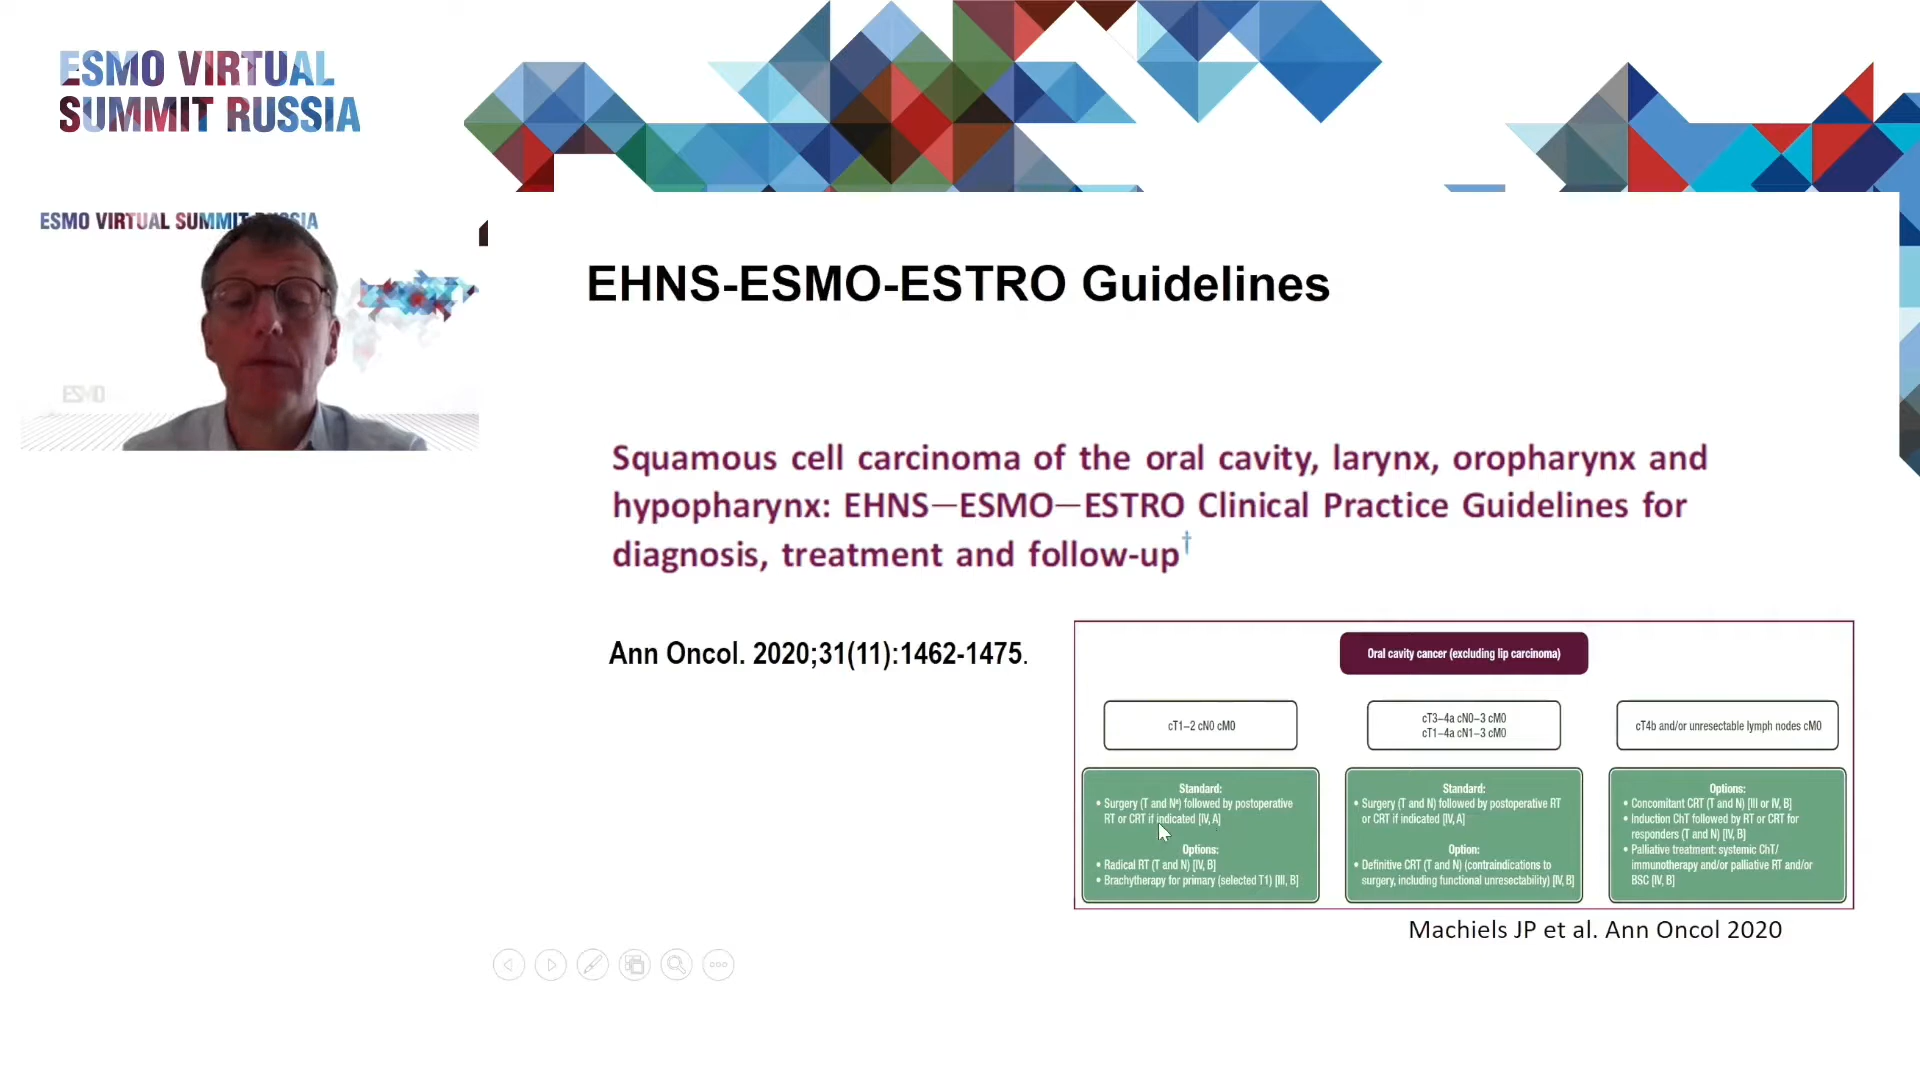 ESMO VIRTUAL
SUMMIT RUSSIA
ESMO VIRTUAL SUMMIT RUSSIA
ESMO
EHNS-ESMO-ESTRO Guidelines
Squamous cell carcinoma of the oral cavity, larynx, oropharynx and
hypopharynx: EHNS—ESMO—ESTRO Clinical Practice Guidelines for
diagnosis, treatment and follow-up†
Ann Oncol. 2020;31(11):1462-1475.
Oral cavity cancer (excluding lip carcinoma)
cT1–2 cN0 cM0
Standard:
• Surgery (T and Nª) followed by postoperative
RT or CRT if indicated [IV, A]
Options:
• Radical RT (T and N) [IV, B]
• Brachytherapy for primary (selected T1) [III, B]
cT3–4a cN0–3 cM0
cT1–4a cN1–3 cM0
Standard:
• Surgery (T and N) followed by postoperative RT
or CRT if indicated [IV, A]
Option:
• Definitive CRT (T and N) (contraindications to
surgery, including functional unresectability) [IV, B]
cT4b and/or unresectable lymph nodes cM0
Options:
• Concomitant CRT (T and N) [III or IV, B]
• Induction ChT followed by RT or CRT for
responders (T and N) [IV, B]
• Palliative treatment: systemic ChT/
immunotherapy and/or palliative RT and/or
BSC [IV, B]
Machiels JP et al. Ann Oncol 2020